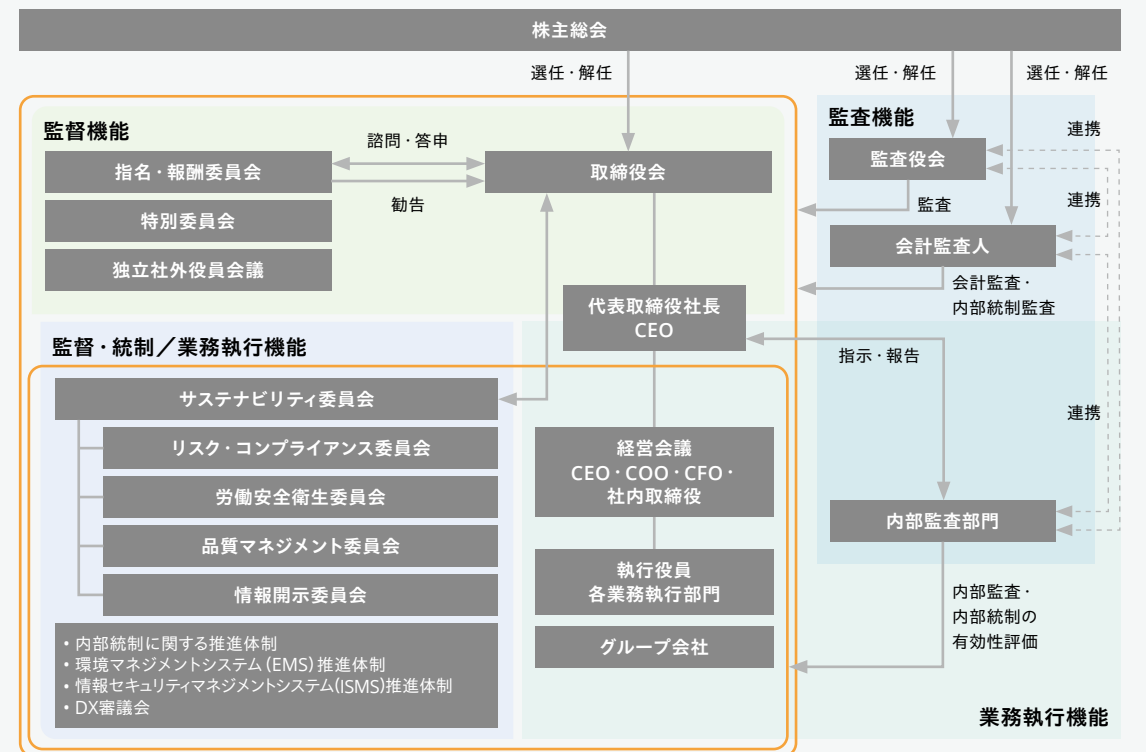 株主総会
選任・解任
選任・解任
選任・解任
監督機能
諮問・答申
指名・報酬委員会
取締役会
勧告
特別委員会
独立社外役員会議
監査機能
連携
監査役会
連携
監査
会計監査人
会計監査・
内部統制監査
代表取締役社長
CEO
指示・報告
監督・統制／業務執行機能
サステナビリティ委員会
リスク・コンプライアンス委員会
労働安全衛生委員会
品質マネジメント委員会
情報開示委員会
・内部統制に関する推進体制
・環境マネジメントシステム（EMS）推進体制
・情報セキュリティマネジメントシステム(ISMS)推進体制
・DX審議会
経営会議
CEO・COO・CFO・
社内取締役
執行役員
各業務執行部門
グループ会社
連携
内部監査部門
内部監査・
内部統制の
有効性評価
業務執行機能